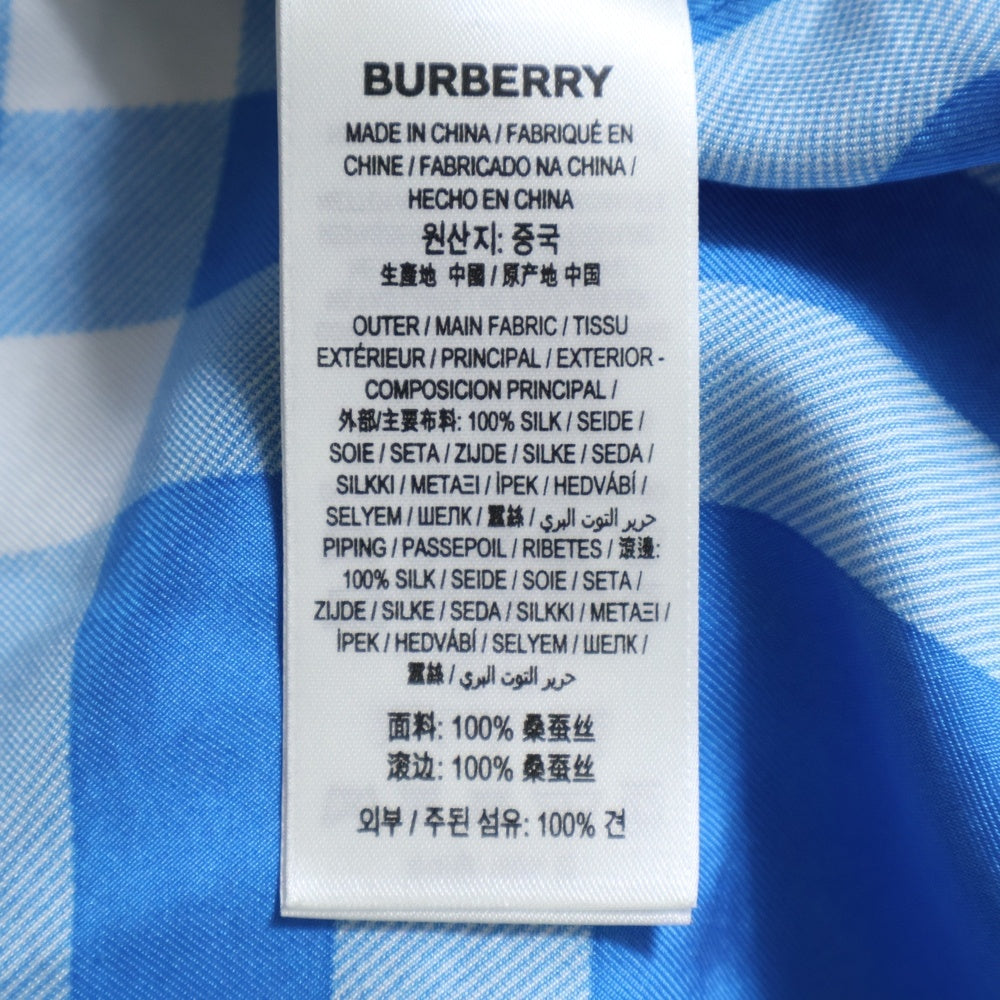 BURBERRY
MADE IN CHINA / FABRIQUÉ EN
CHINE / FABRICADO NA CHINA /
HECHO EN CHINA
원산지: 중국
生產地 中國 / 原产地 中国
OUTER / MAIN FABRIC / TISSU
EXTÉRIEUR / PRINCIPAL / EXTERIOR -
COMPOSICION PRINCIPAL /
外部/主要布料: 100% SILK / SEIDE /
SOIE / SETA / ZIJDE / SILKE / SEDA /
SILKKI / ΜΕΤΑΞΙ / İPEK / HEDVÁBÍ /
SELYEM / ШЕЛК / 蠶絲 / حرير التوت البري
PIPING / PASSEPOIL / RIBETES / 滾邊:
100% SILK / SEIDE / SOIE / SETA /
ZIJDE / SILKE / SEDA / SILKKI / ΜΕΤΑΞΙ /
İPEK / HEDVÁBÍ / SELYEM / ШЕЛК /
蠶絲 / حرير التوت البري
面料: 100% 桑蚕丝
滚边: 100% 桑蚕丝
외부 / 주된 섬유: 100% 견